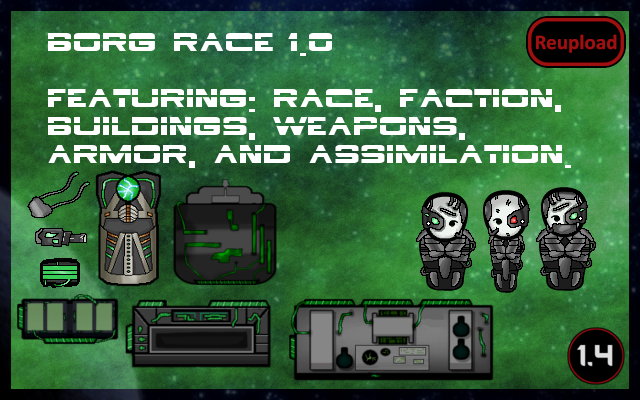 BORG RACE 1.0
Reupload
FEATURING: RACE, FACTION,
BUILDINGS, WEAPONS,
ARMOR, AND ASSIMILATION.
1.4